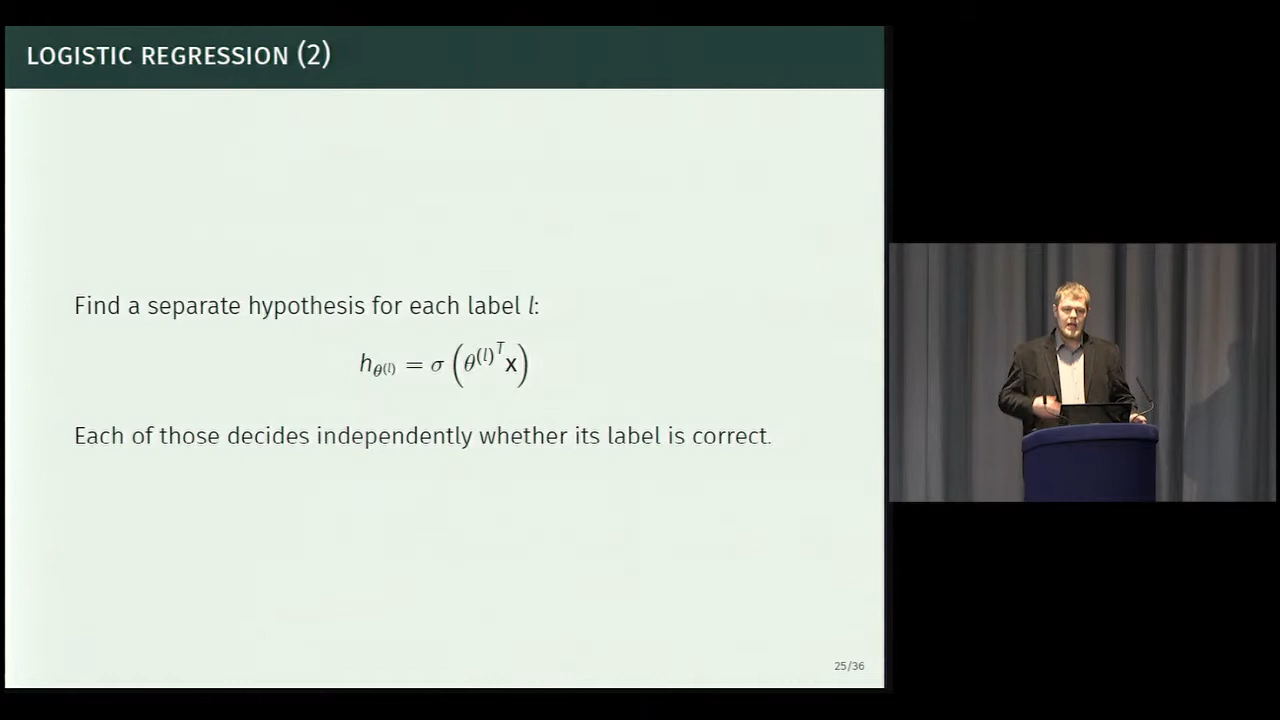 LOGISTIC REGRESSION (2)
Find a separate hypothesis for each label l:
h_{θ^{(l)}} = σ (θ^{(l)^T} x)
Each of those decides independently whether its label is correct.
25/36